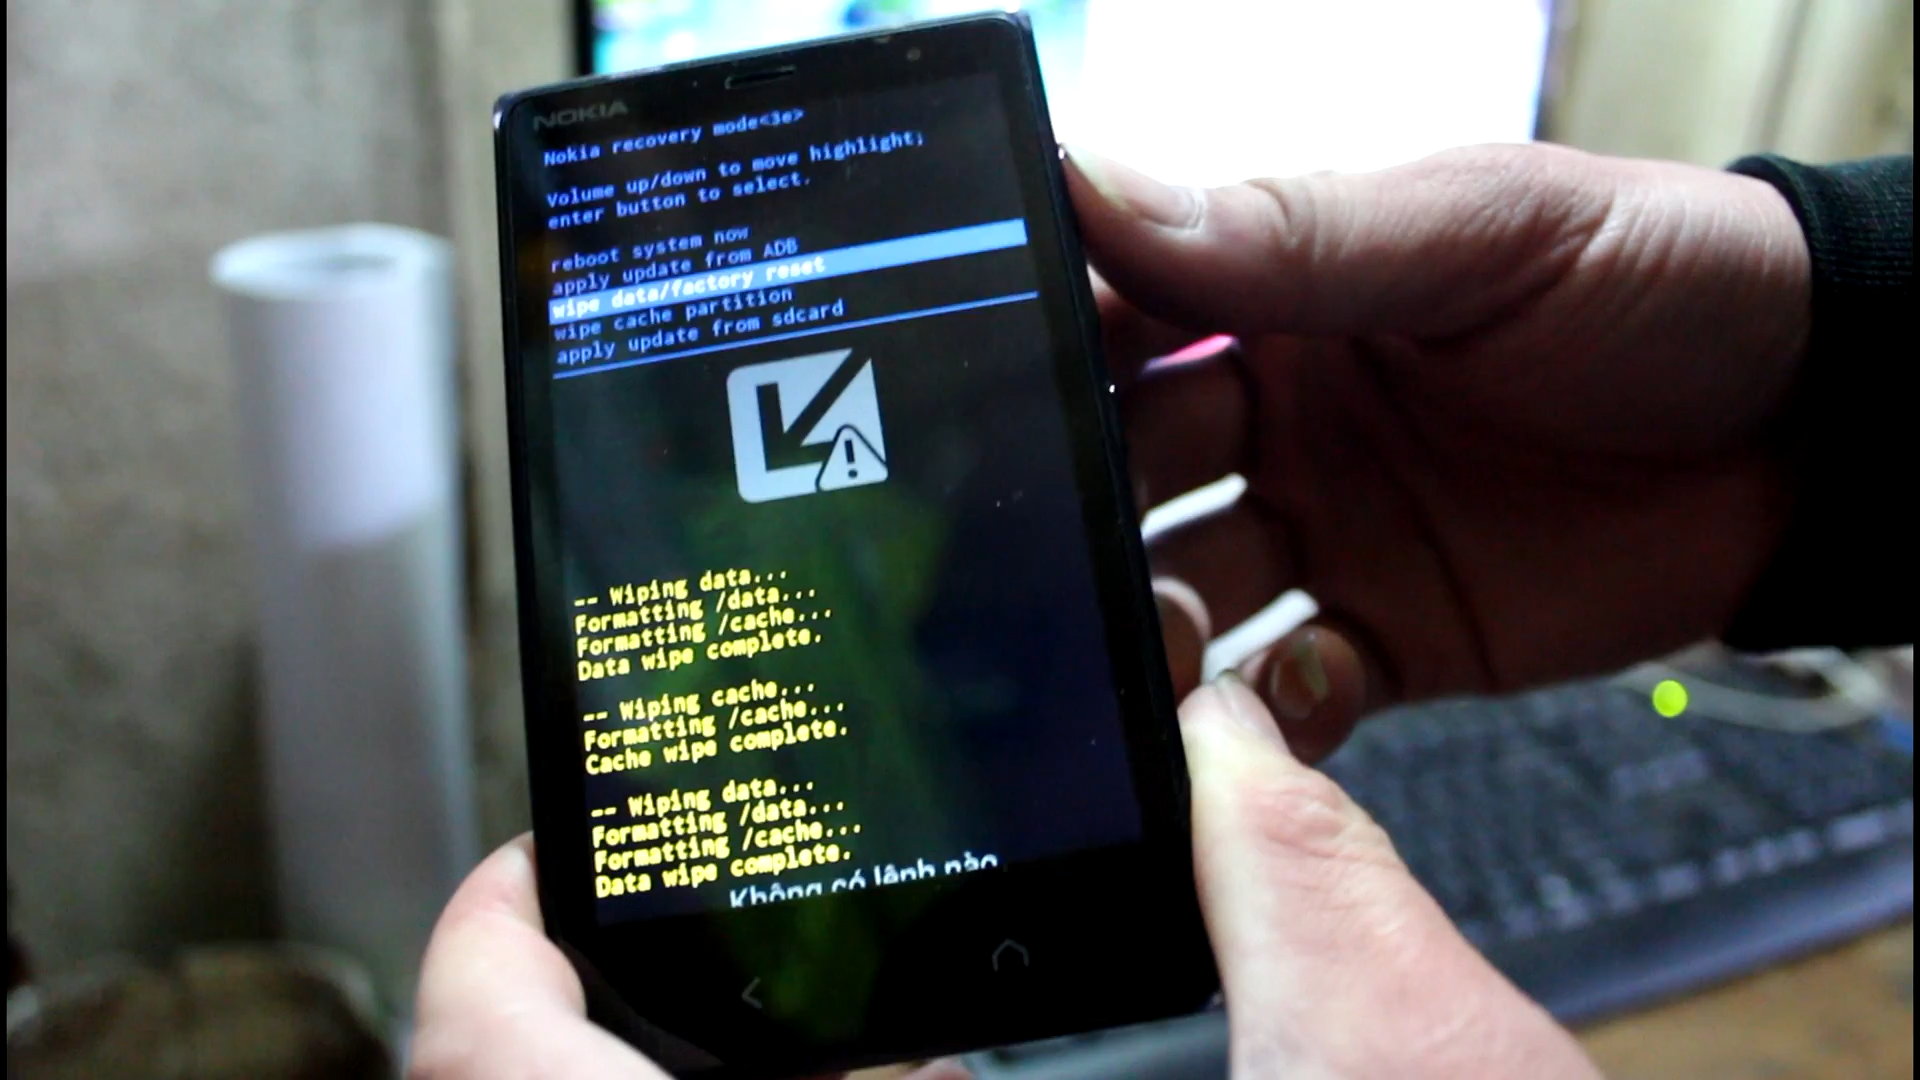 NOKIA
Nokia recovery mode<3e>
Volume up/down to move highlight;
enter button to select.
reboot system now
apply update from ADB
wipe data/factory reset
wipe cache partition
apply update from sdcard
-- Wiping data...
Formatting /data...
Formatting /cache...
Data wipe complete.
-- Wiping cache...
Formatting /cache...
Cache wipe complete.
-- Wiping data...
Formatting /data...
Formatting /cache...
Data wipe complete.
Không có lệnh nào